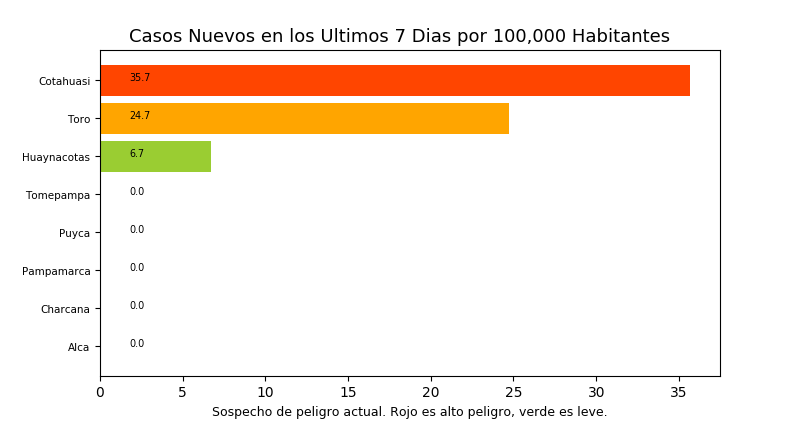 Casos Nuevos en los Ultimos 7 Dias por 100,000 Habitantes
Cotahuasi 35.7
Toro 24.7
Huaynacotas 6.7
Tomepampa 0.0
Puyca 0.0
Pampamarca 0.0
Charcana 0.0
Alca 0.0
0 5 10 15 20 25 30 35
Sospecho de peligro actual. Rojo es alto peligro, verde es leve.